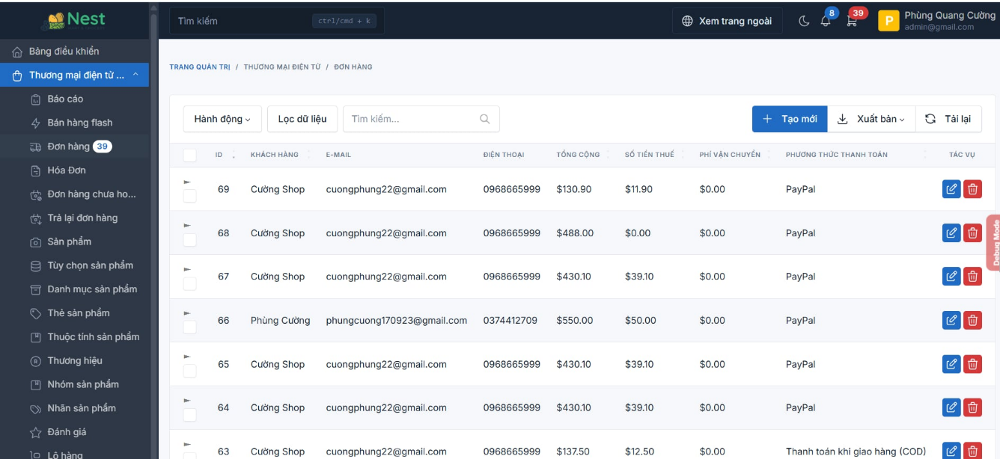 Nest
Tìm kiếm ctrl/cmd + k
Xem trang ngoài
8
39
P
Phùng Quang Cường
admin@gmail.com
Bảng điều khiển
Thương mại điện tử ...
Báo cáo
Bán hàng flash
Đơn hàng 39
Hóa Đơn
Đơn hàng chưa ho...
Trả lại đơn hàng
Sản phẩm
Tùy chọn sản phẩm
Danh mục sản phẩm
Thẻ sản phẩm
Thuộc tính sản phẩm
Thương hiệu
Nhóm sản phẩm
Nhãn sản phẩm
Đánh giá
Lô hàng
TRANG QUẢN TRỊ / THƯƠNG MẠI ĐIỆN TỬ / ĐƠN HÀNG
Hành động Lọc dữ liệu Tìm kiếm... + Tạo mới Xuất bản Tải lại
ID KHÁCH HÀNG E-MAIL ĐIỆN THOẠI TỔNG CỘNG SỐ TIỀN THUẾ PHÍ VẬN CHUYỂN PHƯƠNG THỨC THANH TOÁN TÁC VỤ
69 Cường Shop cuongphung22@gmail.com 0968665999 $130.90 $11.90 $0.00 PayPal
68 Cường Shop cuongphung22@gmail.com 0968665999 $488.00 $0.00 $0.00 PayPal
67 Cường Shop cuongphung22@gmail.com 0968665999 $430.10 $39.10 $0.00 PayPal
66 Phùng Cường phungcuong170923@gmail.com 0374412709 $550.00 $50.00 $0.00 PayPal
65 Cường Shop cuongphung22@gmail.com 0968665999 $430.10 $39.10 $0.00 PayPal
64 Cường Shop cuongphung22@gmail.com 0968665999 $430.10 $39.10 $0.00 PayPal
63 Cường Shop cuongphung22@gmail.com 0968665999 $137.50 $12.50 $0.00 Thanh toán khi giao hàng (COD)
Debug Mode